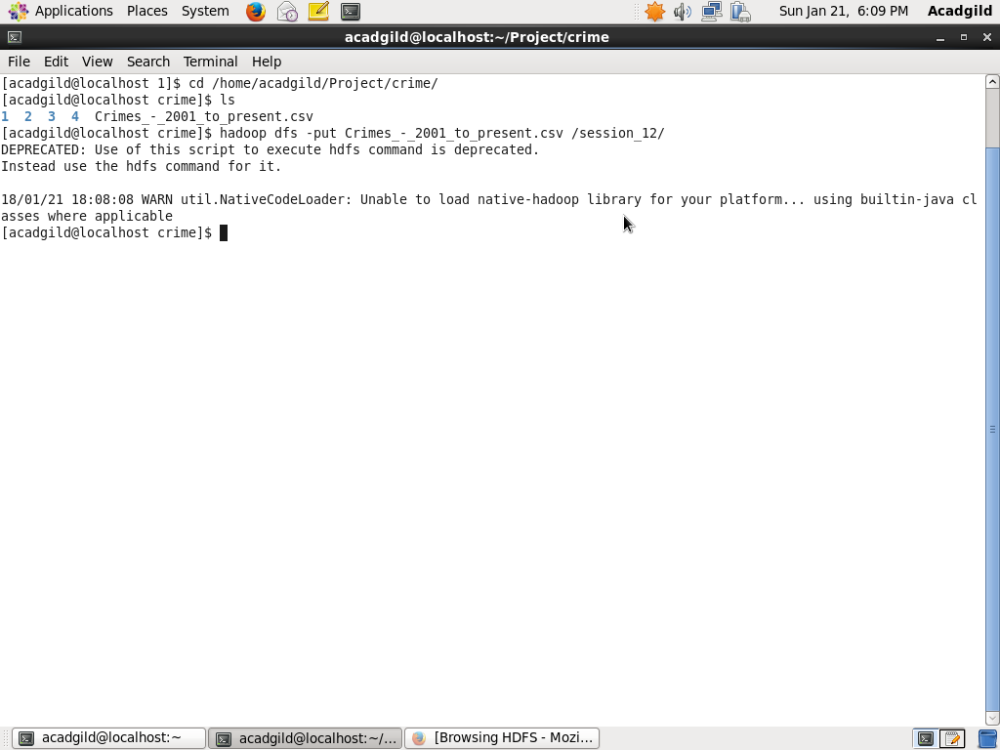 Applications Places System Sun Jan 21, 6:09 PM Acadgild
acadgild@localhost:~/Project/crime
File Edit View Search Terminal Help
[acadgild@localhost 1]$ cd /home/acadgild/Project/crime/
[acadgild@localhost crime]$ ls
1 2 3 4 Crimes_-_2001_to_present.csv
[acadgild@localhost crime]$ hadoop dfs -put Crimes_-_2001_to_present.csv /session_12/
DEPRECATED: Use of this script to execute hdfs command is deprecated.
Instead use the hdfs command for it.
18/01/21 18:08:08 WARN util.NativeCodeLoader: Unable to load native-hadoop library for your platform... using builtin-java cl
asses where applicable
[acadgild@localhost crime]$
acadgild@localhost:~ acadgild@localhost:~/... [Browsing HDFS - Mozi...